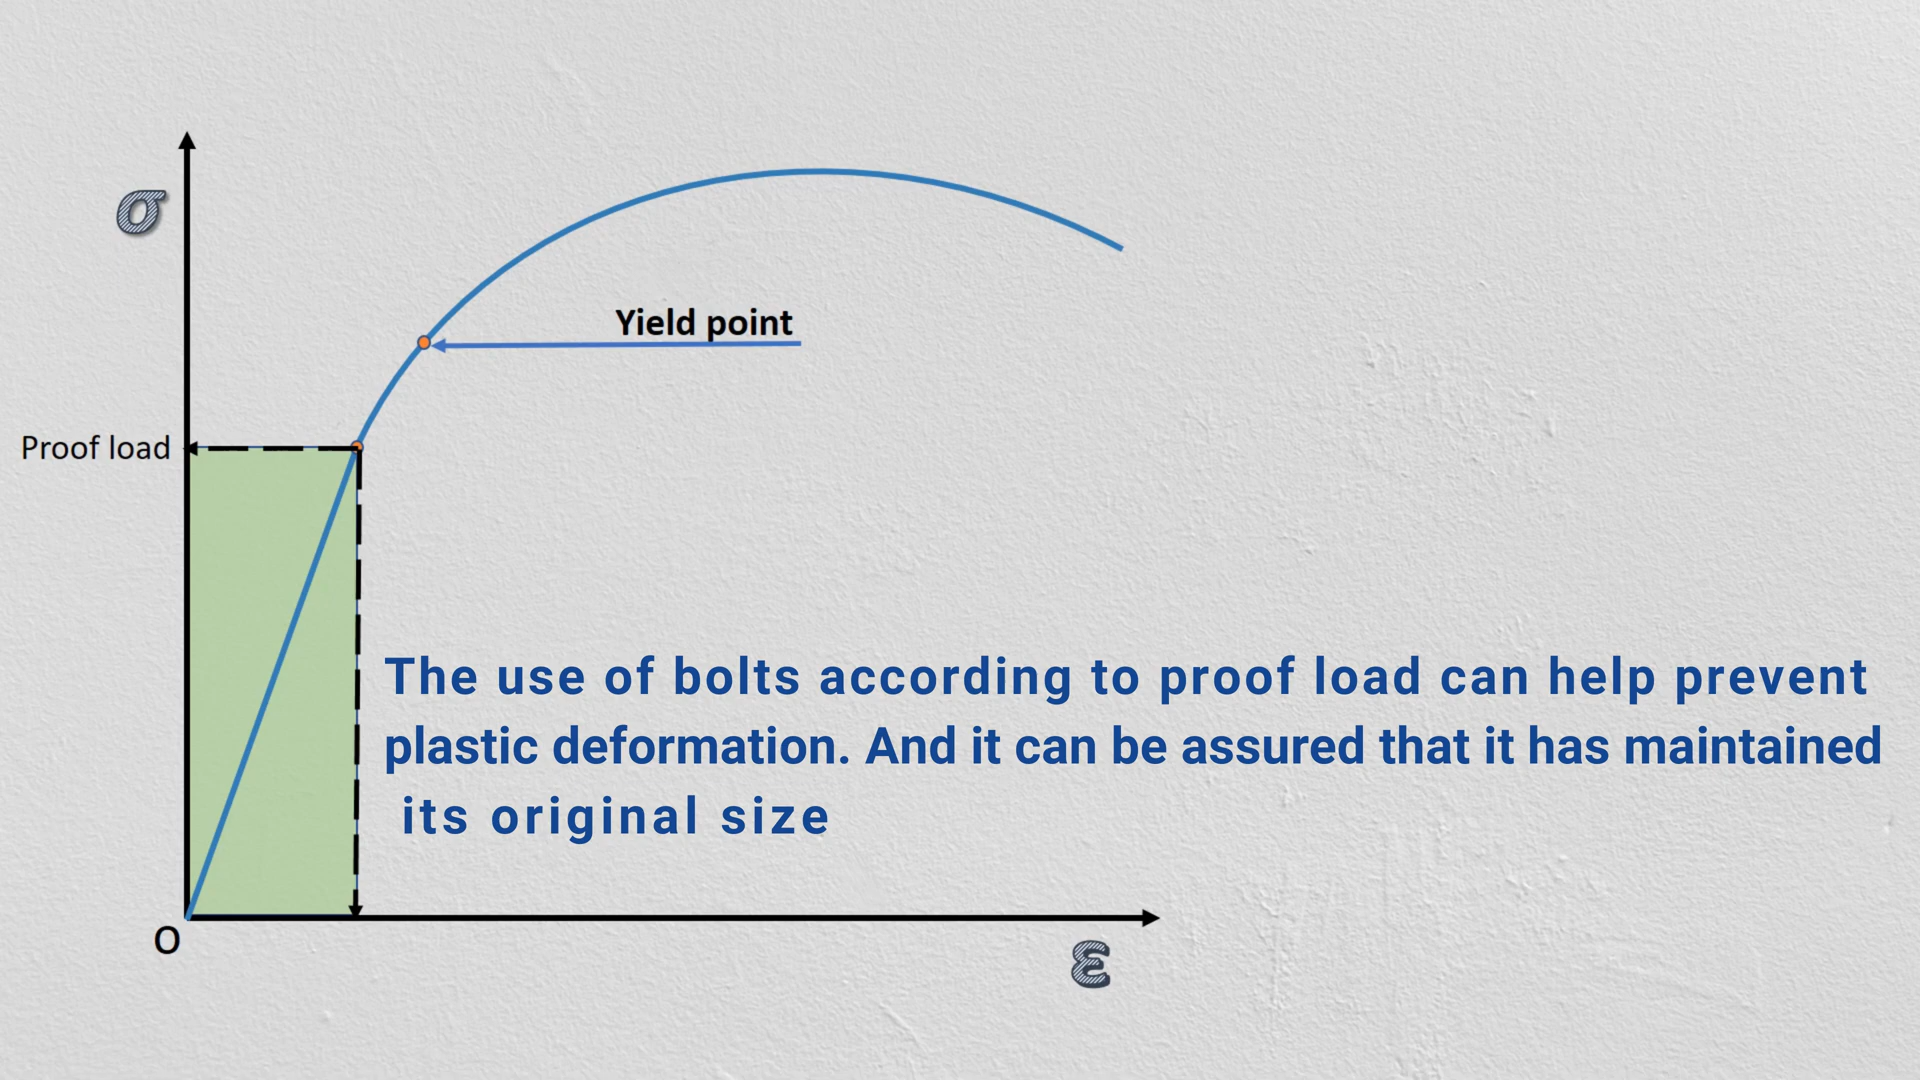 σ
Yield point
Proof load
The use of bolts according to proof load can help prevent
plastic deformation. And it can be assured that it has maintained
its original size
O
ε